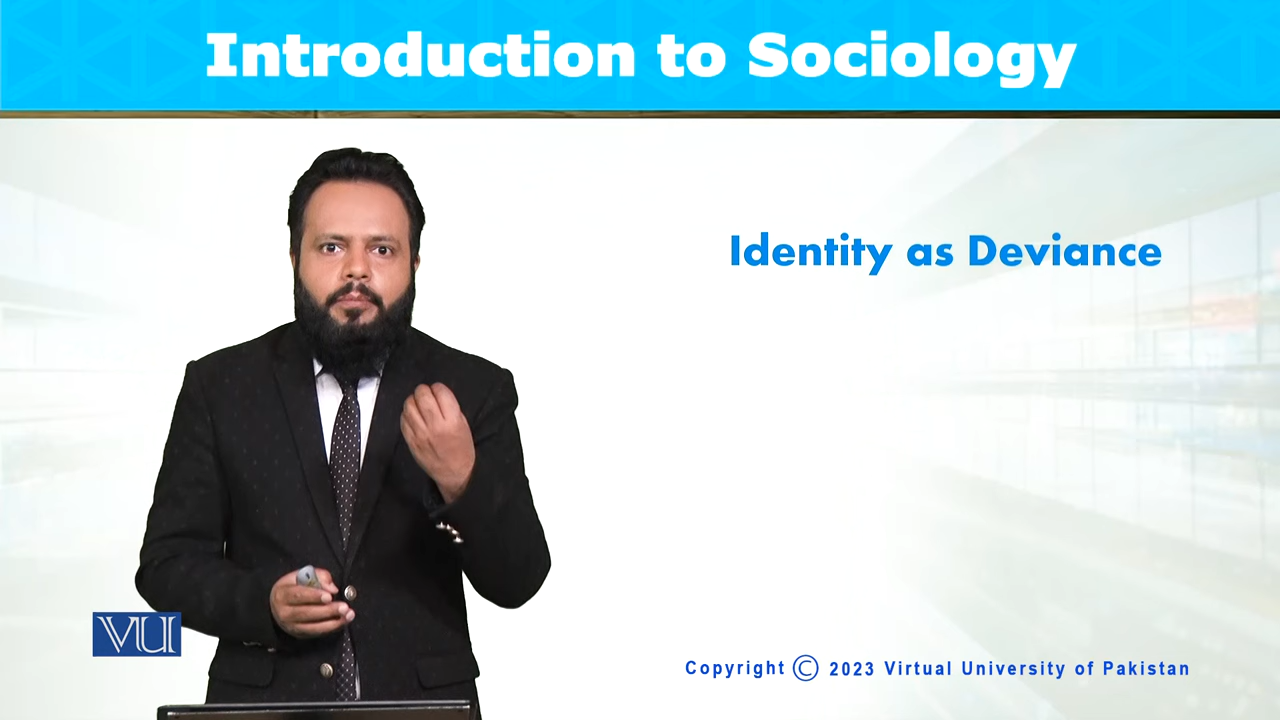 Introduction to Sociology
Identity as Deviance
VU
Copyright © 2023 Virtual University of Pakistan